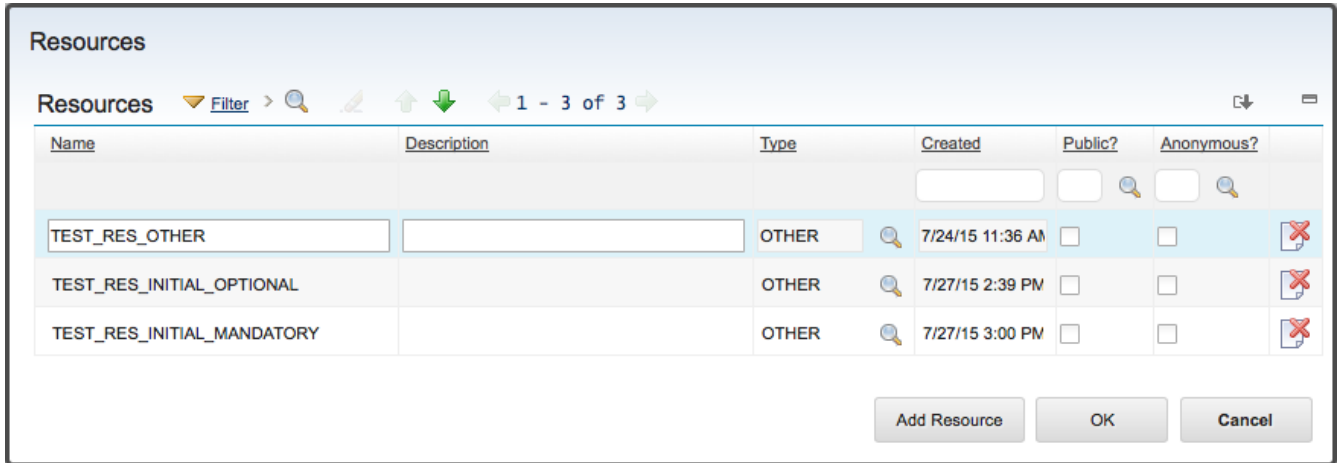 Resources
Resources Filter > 1 - 3 of 3
Name Description Type Created Public? Anonymous?
TEST_RES_OTHER OTHER 7/24/15 11:36 AM
TEST_RES_INITIAL_OPTIONAL OTHER 7/27/15 2:39 PM
TEST_RES_INITIAL_MANDATORY OTHER 7/27/15 3:00 PM
Add Resource OK Cancel